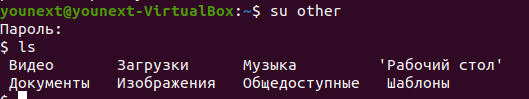 younext@younext-VirtualBox:~$ su other
Пароль:
$ ls
Видео Загрузки Музыка 'Рабочий стол'
Документы Изображения Общедоступные Шаблоны
$